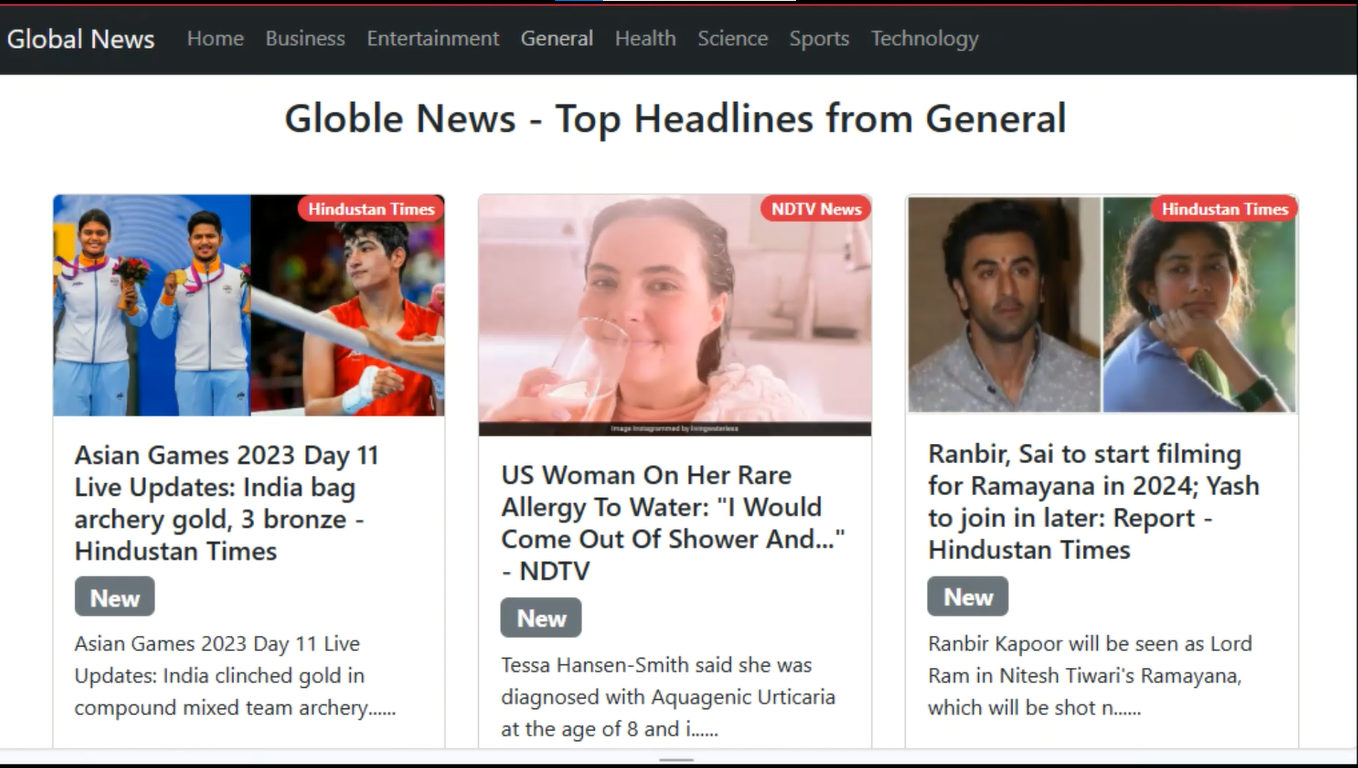 Global News Home Business Entertainment General Health Science Sports Technology
Globle News - Top Headlines from General
Hindustan Times
Asian Games 2023 Day 11
Live Updates: India bag
archery gold, 3 bronze -
Hindustan Times
New
Asian Games 2023 Day 11 Live
Updates: India clinched gold in
compound mixed team archery......
NDTV News
Image Instagrammed by livingwaterless
US Woman On Her Rare
Allergy To Water: "I Would
Come Out Of Shower And..."
- NDTV
New
Tessa Hansen-Smith said she was
diagnosed with Aquagenic Urticaria
at the age of 8 and i......
Hindustan Times
Ranbir, Sai to start filming
for Ramayana in 2024; Yash
to join in later: Report -
Hindustan Times
New
Ranbir Kapoor will be seen as Lord
Ram in Nitesh Tiwari's Ramayana,
which will be shot n......